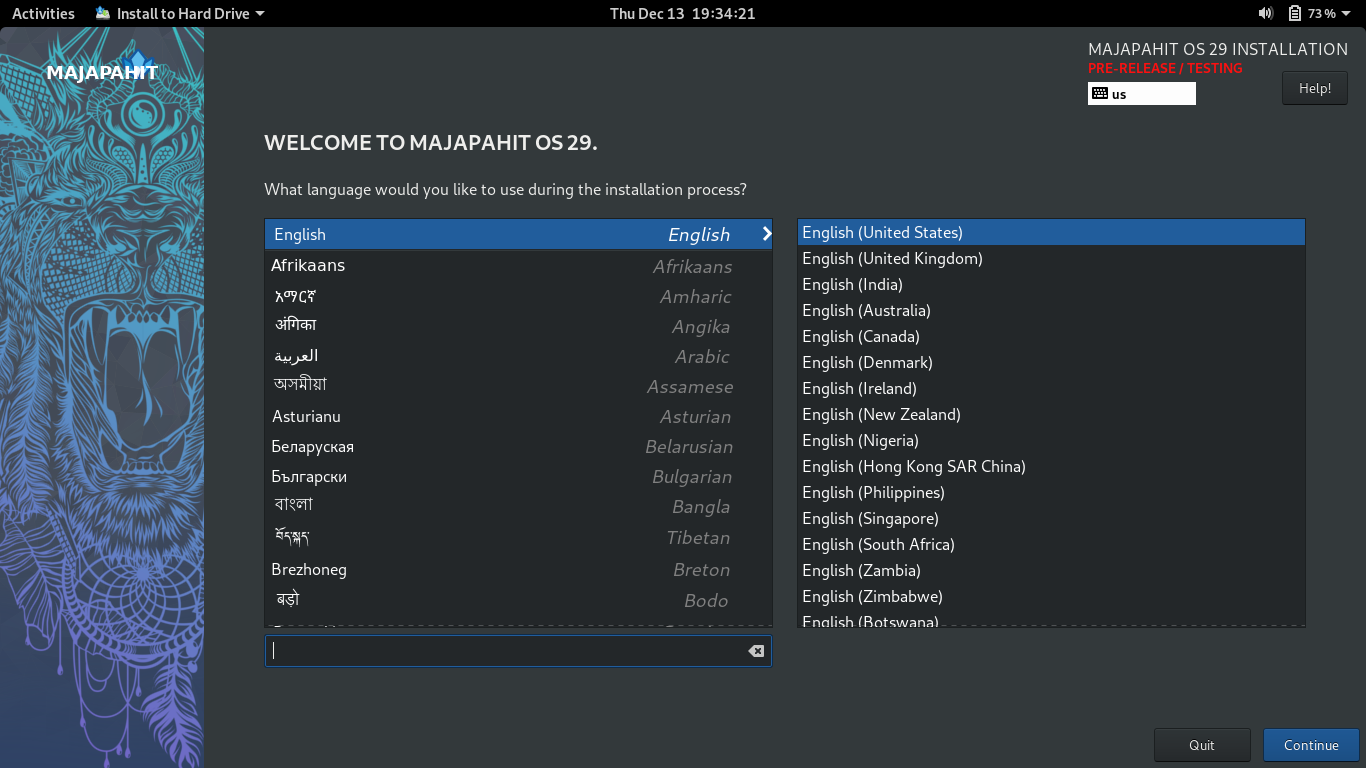 Activities Install to Hard Drive Thu Dec 13 19:34:21 73 %
MAJAPAHIT
MAJAPAHIT OS 29 INSTALLATION
PRE-RELEASE / TESTING
us
Help!
WELCOME TO MAJAPAHIT OS 29.
What language would you like to use during the installation process?
English English
Afrikaans Afrikaans
አማርኛ Amharic
अंगिका Angika
العربية Arabic
অসমীয়া Assamese
Asturianu Asturian
Беларуская Belarusian
Български Bulgarian
বাংলা Bangla
བོད་སྐད་ Tibetan
Brezhoneg Breton
बड़ो Bodo
English (United States)
English (United Kingdom)
English (India)
English (Australia)
English (Canada)
English (Denmark)
English (Ireland)
English (New Zealand)
English (Nigeria)
English (Hong Kong SAR China)
English (Philippines)
English (Singapore)
English (South Africa)
English (Zambia)
English (Zimbabwe)
English (Botswana)
Quit Continue